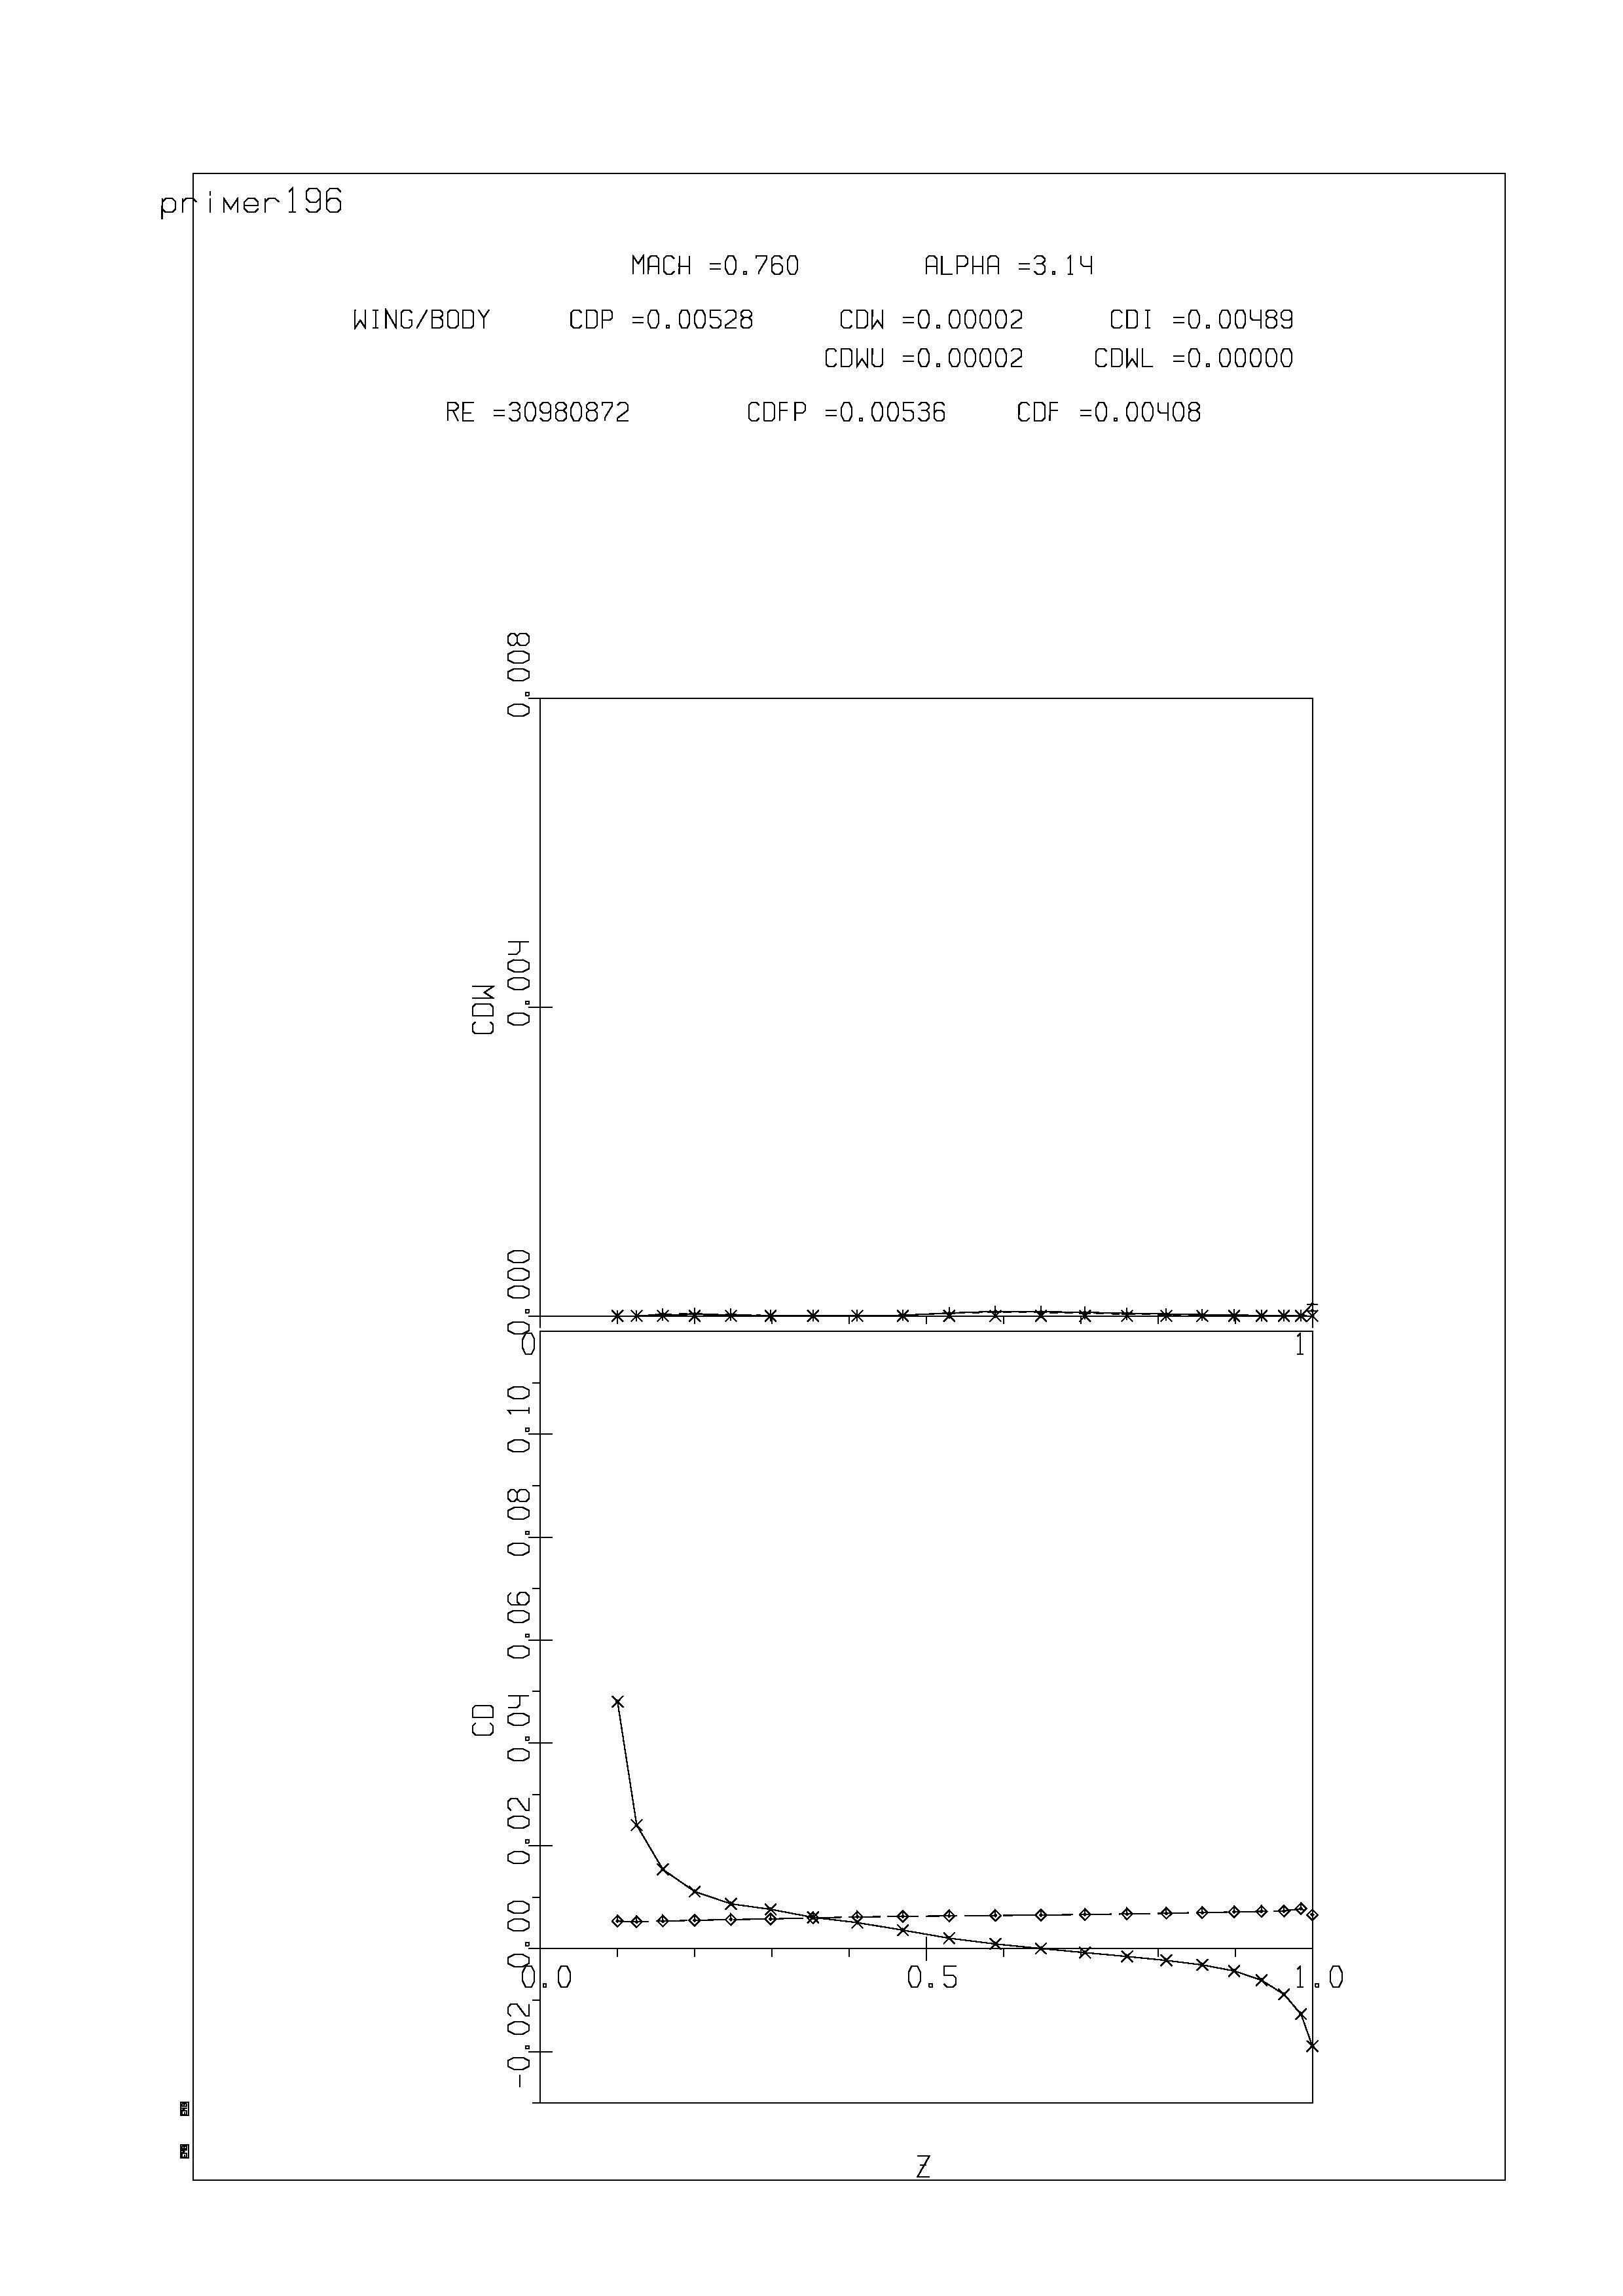 primer196
MACH =0.760 ALPHA =3.14
WING/BODY CDP =0.00528 CDW =0.00002 CDI =0.00489
CDWU =0.00002 CDWL =0.00000
RE =30980872 CDFP =0.00536 CDF =0.00408
0.008
0.004
CDW
0.000
0 1
0.10
0.08
0.06
0.04
CD
0.02
0.00
0.0 0.5 1.0
-0.02
Z